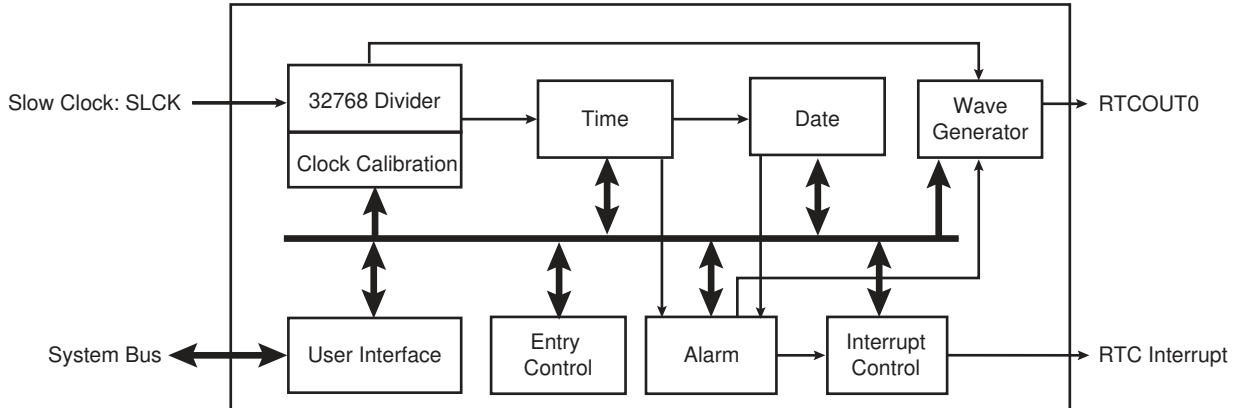 Slow Clock: SLCK
32768 Divider
Clock Calibration
Time
Date
Wave
Generator
RTCOUT0
System Bus
User Interface
Entry
Control
Alarm
Interrupt
Control
RTC Interrupt